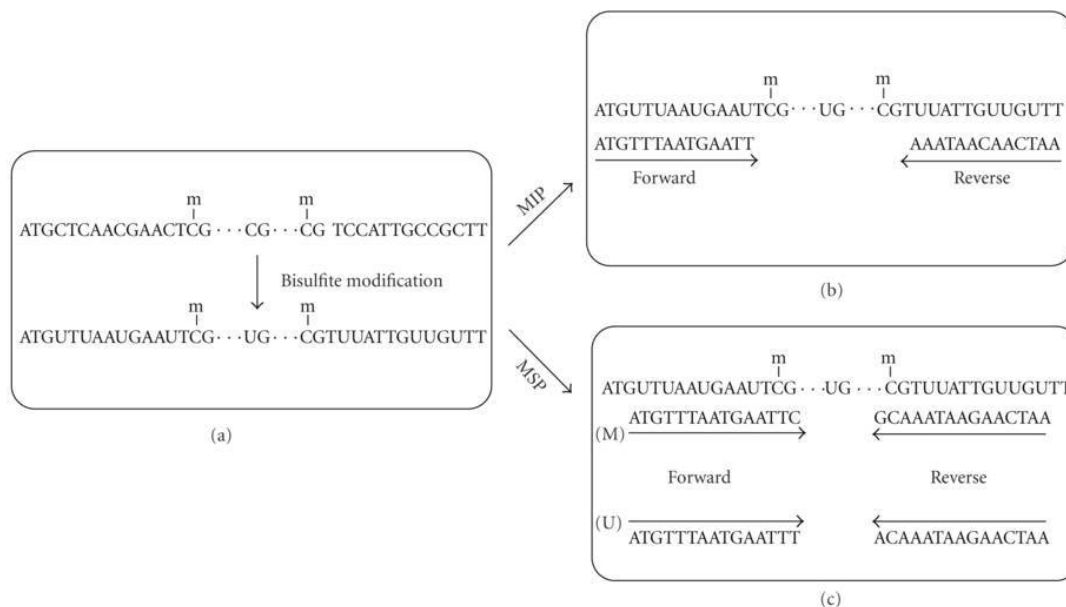 m m
ATGCTCAACGAACTCG···CG···CG TCCATTGCCGCTT
Bisulfite modification
m m
ATGUTUAAUGAAUTCG···UG···CGTUUATTGUUGUTT
(a)
MIP
MSP
m m
ATGUTUAAUGAAUTCG···UG···CGTUUATTGUUGUTT
ATGTTTAATGAATT AAATAACAACTAA
Forward Reverse
(b)
m m
ATGUTUAAUGAAUTCG···UG···CGTUUATTGUUGUTT
ATGTTTAATGAATTC GCAAATAAGAACTAA
(M)
Forward Reverse
(U)
ATGTTTAATGAATTT ACAAATAAGAACTAA
(c)